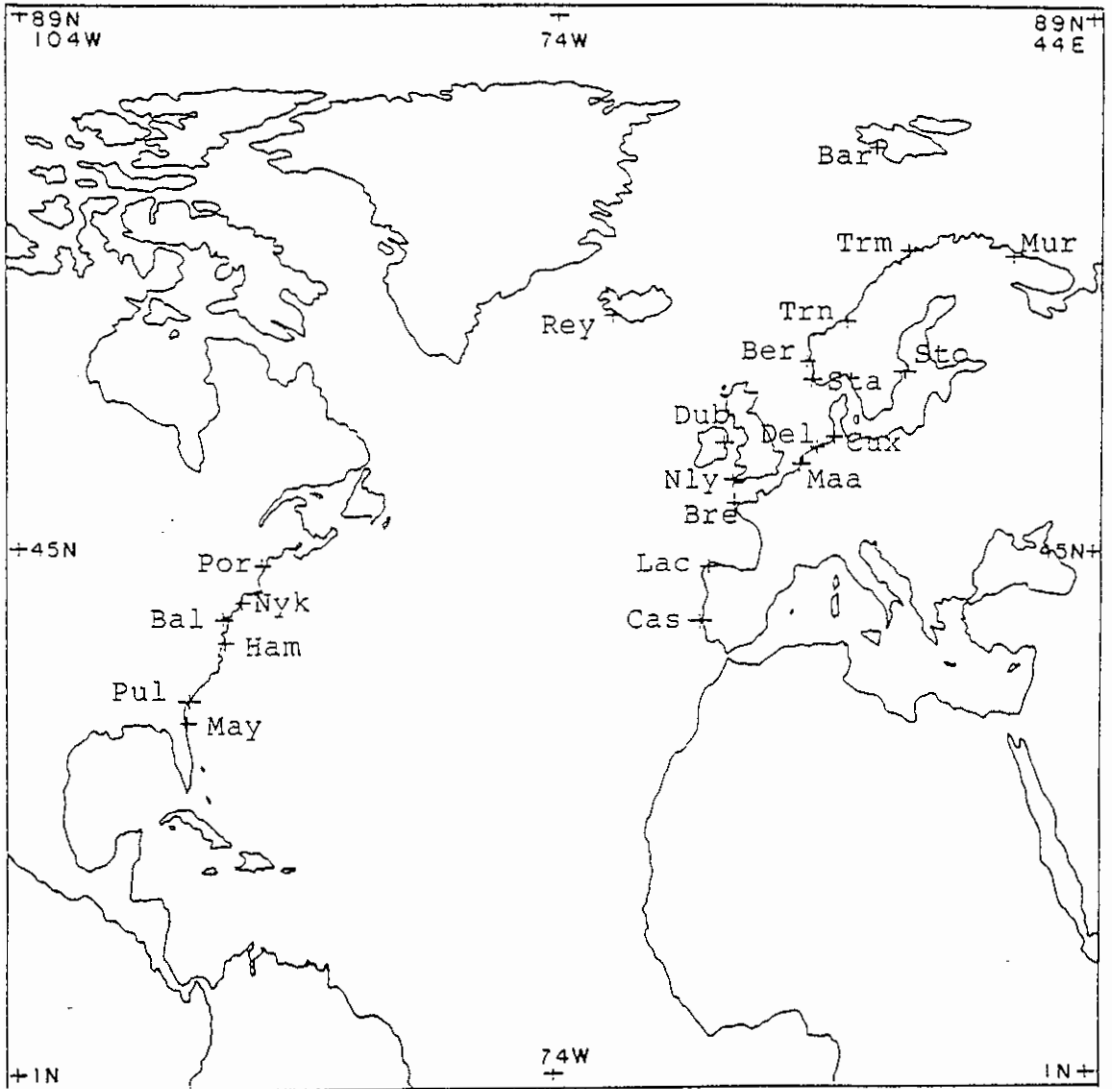 89N 74W 89N
104W 44E
Bar
Trm Mur
Rey Trn
Ber Sto
Sta
Dub Del Cux
Nly Maa
Bre
45N 45N
Por Lac
Nyk
Bal Cas
Ham
Pul
May
74W
1N 1N